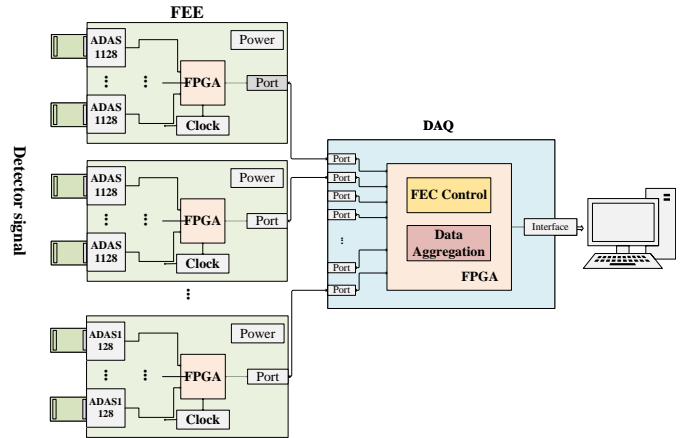 FEE
ADAS
1128
Power
FPGA
Port
ADAS
1128
Clock
Detector signal
ADAS
1128
Power
FPGA
Port
ADAS
1128
Clock
ADAS1
128
Power
FPGA
Port
ADAS1
128
Clock
DAQ
Port
Port
Port
Port
Port
Port
FEC Control
Data
Aggregation
FPGA
Interface